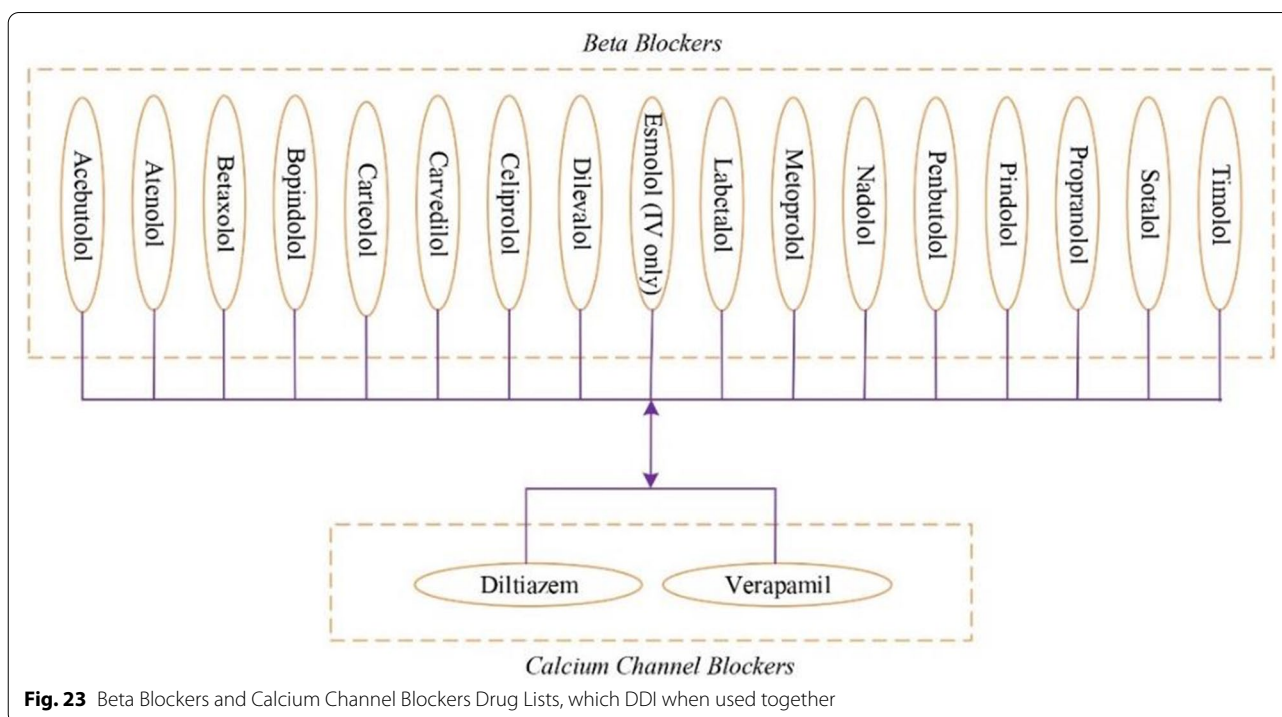 Beta Blockers
Acebutolol
Atenolol
Betaxolol
Bopindolol
Carteolol
Carvedilol
Celiprolol
Dilevalol
Esmolol (IV only)
Labetalol
Metoprolol
Nadolol
Penbutolol
Pindolol
Propranolol
Sotalol
Timolol
Diltiazem
Verapamil
Calcium Channel Blockers
Fig. 23 Beta Blockers and Calcium Channel Blockers Drug Lists, which DDI when used together